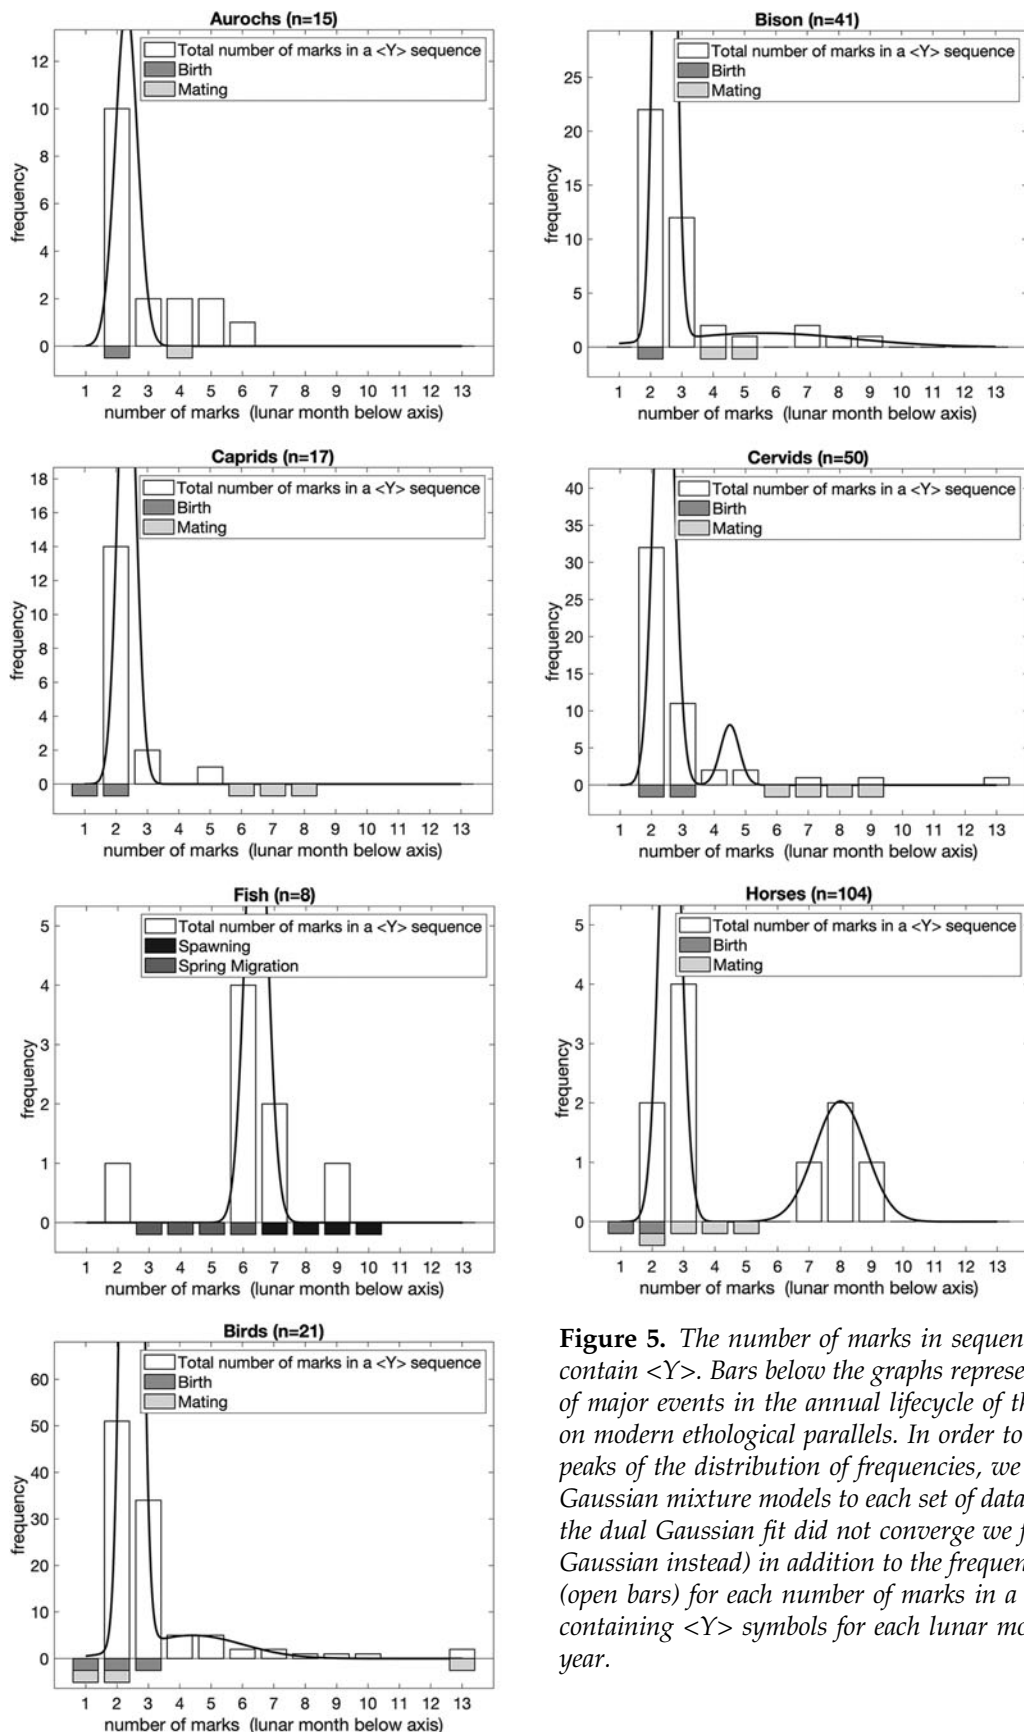 Aurochs (n=15)
Total number of marks in a <Y> sequence
Birth
Mating
12
10
8
6
4
2
0
frequency
1 2 3 4 5 6 7 8 9 10 11 12 13
number of marks (lunar month below axis)
Bison (n=41)
Total number of marks in a <Y> sequence
Birth
Mating
25
20
15
10
5
0
frequency
1 2 3 4 5 6 7 8 9 10 11 12 13
number of marks (lunar month below axis)
Caprids (n=17)
Total number of marks in a <Y> sequence
Birth
Mating
18
16
14
12
10
8
6
4
2
0
frequency
1 2 3 4 5 6 7 8 9 10 11 12 13
number of marks (lunar month below axis)
Cervids (n=50)
Total number of marks in a <Y> sequence
Birth
Mating
40
35
30
25
20
15
10
5
0
frequency
1 2 3 4 5 6 7 8 9 10 11 12 13
number of marks (lunar month below axis)
Fish (n=8)
Total number of marks in a <Y> sequence
Spawning
Spring Migration
5
4
3
2
1
0
frequency
1 2 3 4 5 6 7 8 9 10 11 12 13
number of marks (lunar month below axis)
Horses (n=104)
Total number of marks in a <Y> sequence
Birth
Mating
5
4
3
2
1
0
frequency
1 2 3 4 5 6 7 8 9 10 11 12 13
number of marks (lunar month below axis)
Birds (n=21)
Total number of marks in a <Y> sequence
Birth
Mating
60
50
40
30
20
10
0
frequency
1 2 3 4 5 6 7 8 9 10 11 12 13
number of marks (lunar month below axis)
Figure 5. The number of marks in sequen
contain <Y>. Bars below the graphs represe
of major events in the annual lifecycle of th
on modern ethological parallels. In order to
peaks of the distribution of frequencies, we
Gaussian mixture models to each set of data
the dual Gaussian fit did not converge we f
Gaussian instead) in addition to the frequen
(open bars) for each number of marks in a
containing <Y> symbols for each lunar mo
year.